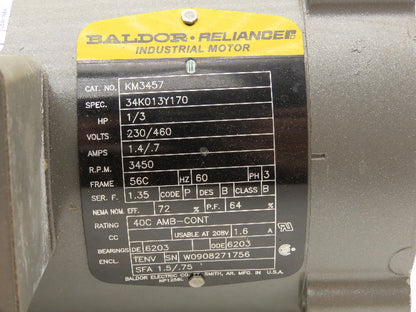 BALDOR · RELIANCE
INDUSTRIAL MOTOR
CAT. NO. KM3457
SPEC. 34K013Y170
HP 1/3
VOLTS 230/460
AMPS 1.4/.7
R.P.M. 3450
FRAME 56C HZ 60 PH 3
SER. F. 1.35 CODE P DES B CLASS B
NEMA NOM. EFF. 72 % P.F. 64 %
RATING 40C AMB-CONT
CC USABLE AT 208V 1.6 A
BEARINGS DE 6203 ODE 6203
ENCL. TENV SN W0908271756
SFA 1.5/.75
BALDOR ELECTRIC CO. FT. SMITH, AR. MFG. IN U.S.A.